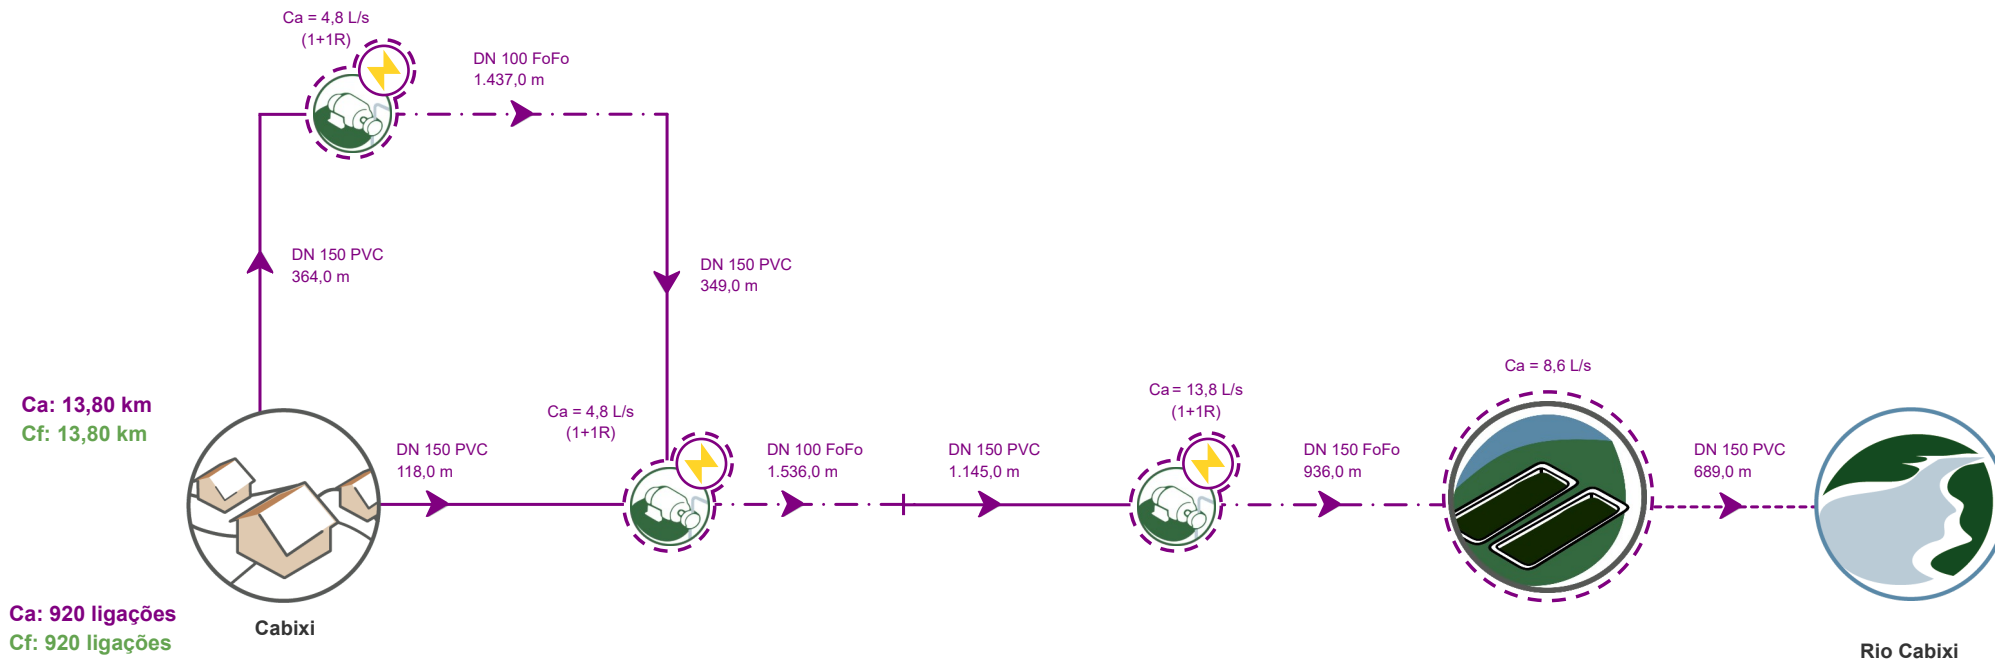 Ca = 4,8 L/s
(1+1R)
DN 100 FoFo
1.437,0 m
DN 150 PVC
364,0 m
DN 150 PVC
349,0 m
Ca: 13,80 km
Cf: 13,80 km
Ca = 4,8 L/s
(1+1R)
Ca = 13,8 L/s
(1+1R)
Ca = 8,6 L/s
DN 150 PVC
118,0 m
DN 100 FoFo
1.536,0 m
DN 150 PVC
1.145,0 m
DN 150 FoFo
936,0 m
DN 150 PVC
689,0 m
Ca: 920 ligações
Cf: 920 ligações
Cabixi
Rio Cabixi